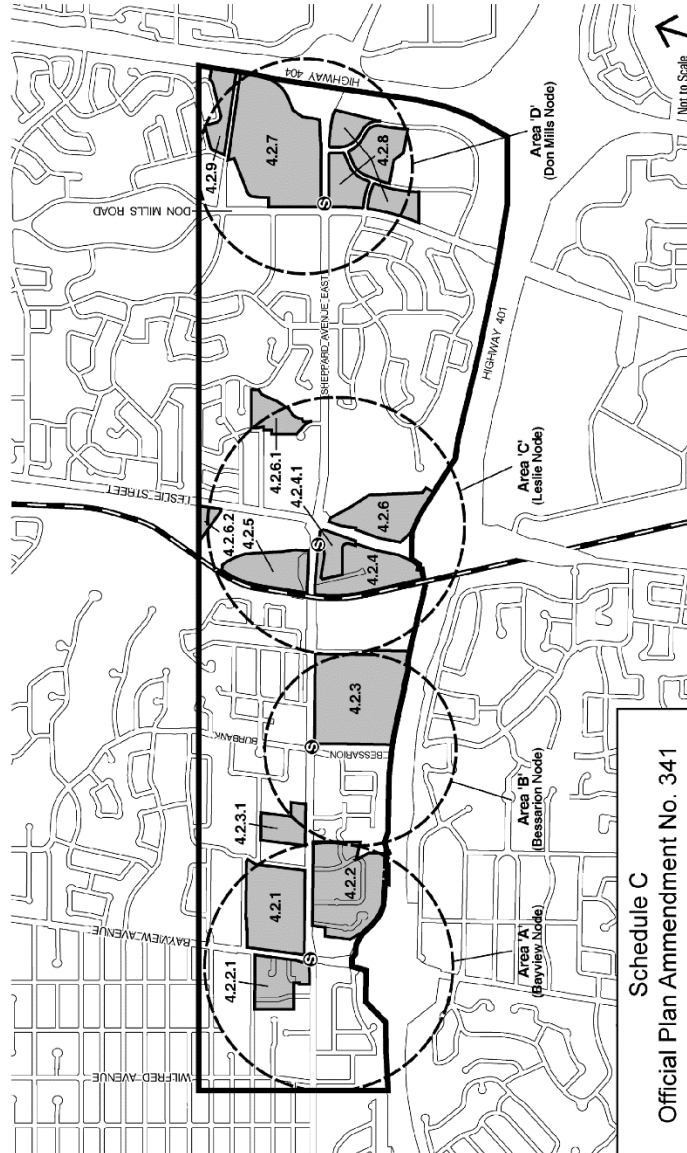 HIGHWAY 404
4.2.9
4.2.7
4.2.8
DON MILLS ROAD
S
Area 'D'
(Don Mills Node)
Not to Scale
SHEPPARD AVENUE EAST
HIGHWAY 401
4.2.6.1
LESLIE STREET
4.2.6.2
4.2.5
4.2.4.1
4.2.6
S
4.2.4
Area 'C'
(Leslie Node)
4.2.3
BURBANK
S
BESSARION
Area 'B'
(Bessarion Node)
4.2.3.1
4.2.1
4.2.2
BAYVIEW AVENUE
S
4.2.2.1
Area 'A'
(Bayview Node)
WILFRED AVENUE
Schedule C
Official Plan Ammendment No. 341